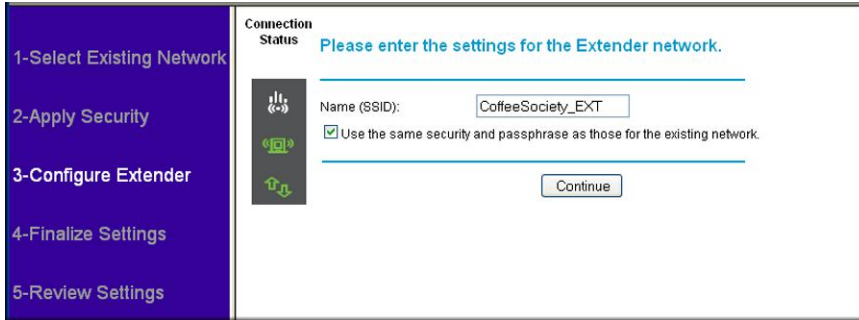 1-Select Existing Network
2-Apply Security
3-Configure Extender
4-Finalize Settings
5-Review Settings
Connection
Status
Please enter the settings for the Extender network.
Name (SSID): CoffeeSociety_EXT
Use the same security and passphrase as those for the existing network.
Continue